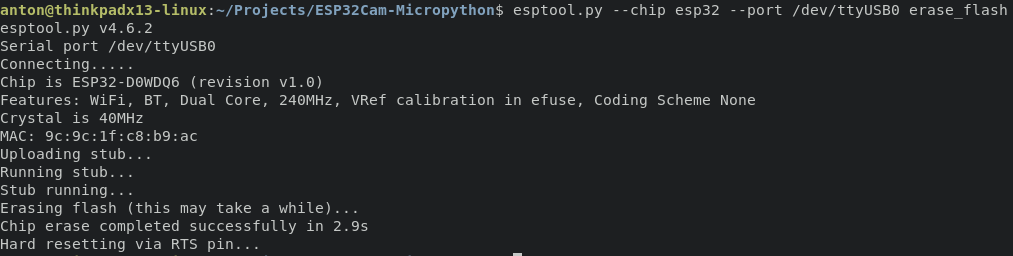 anton@thinkpadx13-linux:~/Projects/ESP32Cam-Micropython$ esptool.py --chip esp32 --port /dev/ttyUSB0 erase_flash
esptool.py v4.6.2
Serial port /dev/ttyUSB0
Connecting.....
Chip is ESP32-D0WDQ6 (revision v1.0)
Features: WiFi, BT, Dual Core, 240MHz, VRef calibration in efuse, Coding Scheme None
Crystal is 40MHz
MAC: 9c:9c:1f:c8:b9:ac
Uploading stub...
Running stub...
Stub running...
Erasing flash (this may take a while)...
Chip erase completed successfully in 2.9s
Hard resetting via RTS pin...